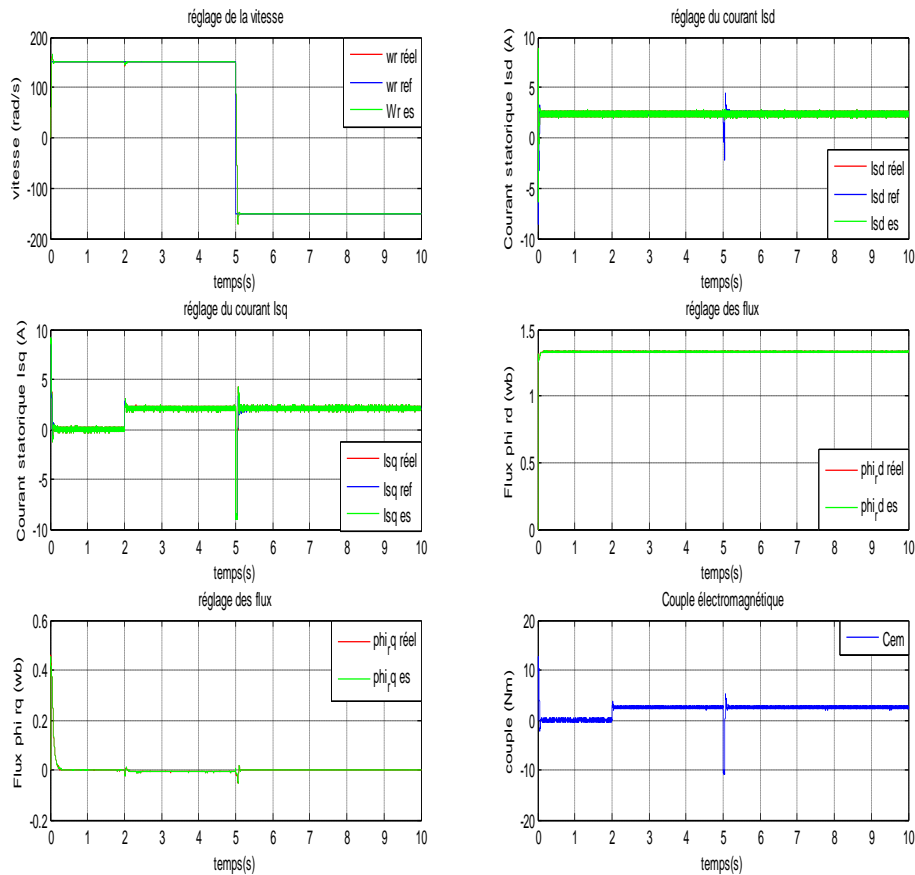 réglage de la vitesse
200
100
0
-100
-200
vitesse (rad/s)
wr réel
wr ref
Wr es
0 1 2 3 4 5 6 7 8 9 10
temps(s)
réglage du courant Isd
10
5
0
-5
-10
Courant statorique Isd (A)
Isd réel
Isd ref
Isd es
0 1 2 3 4 5 6 7 8 9 10
temps(s)
réglage du courant Isq
10
5
0
-5
-10
Courant statorique Isq (A)
Isq réel
Isq ref
Isq es
0 1 2 3 4 5 6 7 8 9 10
temps(s)
réglage des flux
1.5
1
0.5
0
Flux phi rd (wb)
phi_rd réel
phi_rd es
0 1 2 3 4 5 6 7 8 9 10
temps(s)
réglage des flux
0.6
0.4
0.2
0
-0.2
Flux phi rq (wb)
phi_rq réel
phi_rq es
0 1 2 3 4 5 6 7 8 9 10
temps(s)
Couple électromagnétique
20
10
0
-10
-20
couple (Nm)
Cem
0 1 2 3 4 5 6 7 8 9 10
temps(s)